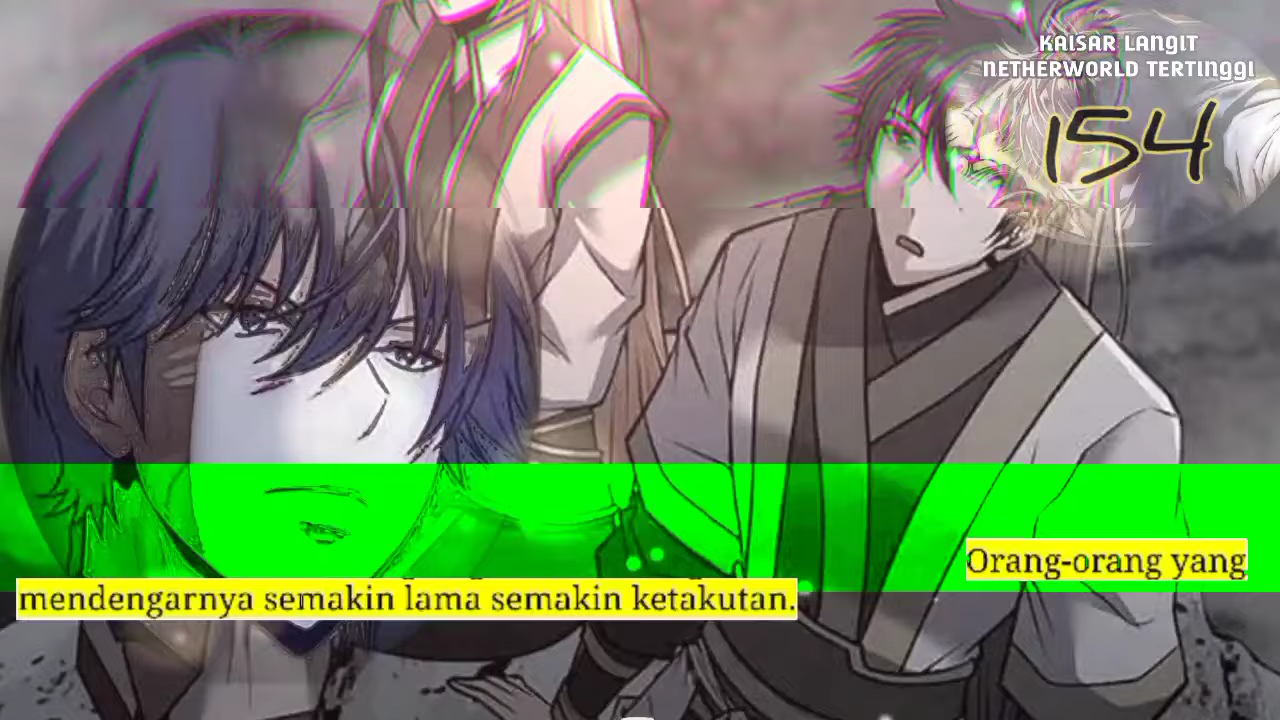 KAISAR LANGIT
NETHERWORLD TERTINGGI
154
Orang-orang yang
mendengarnya semakin lama semakin ketakutan.